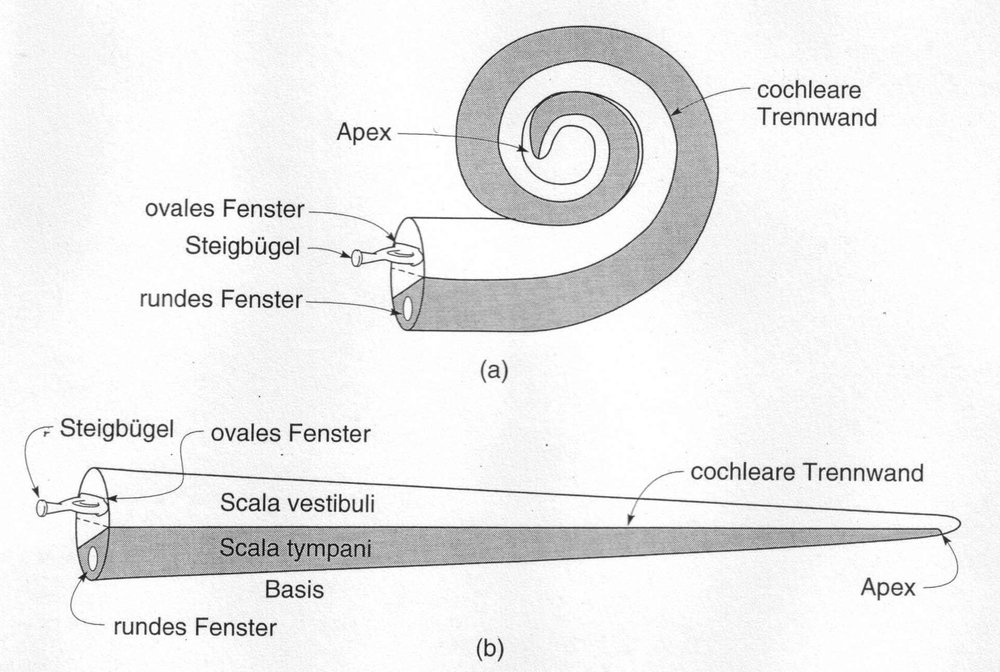 cochleare
Trennwand
Apex
ovales Fenster
Steigbügel
rundes Fenster
(a)
Steigbügel
ovales Fenster
cochleare Trennwand
Scala vestibuli
Scala tympani
Basis
Apex
rundes Fenster
(b)